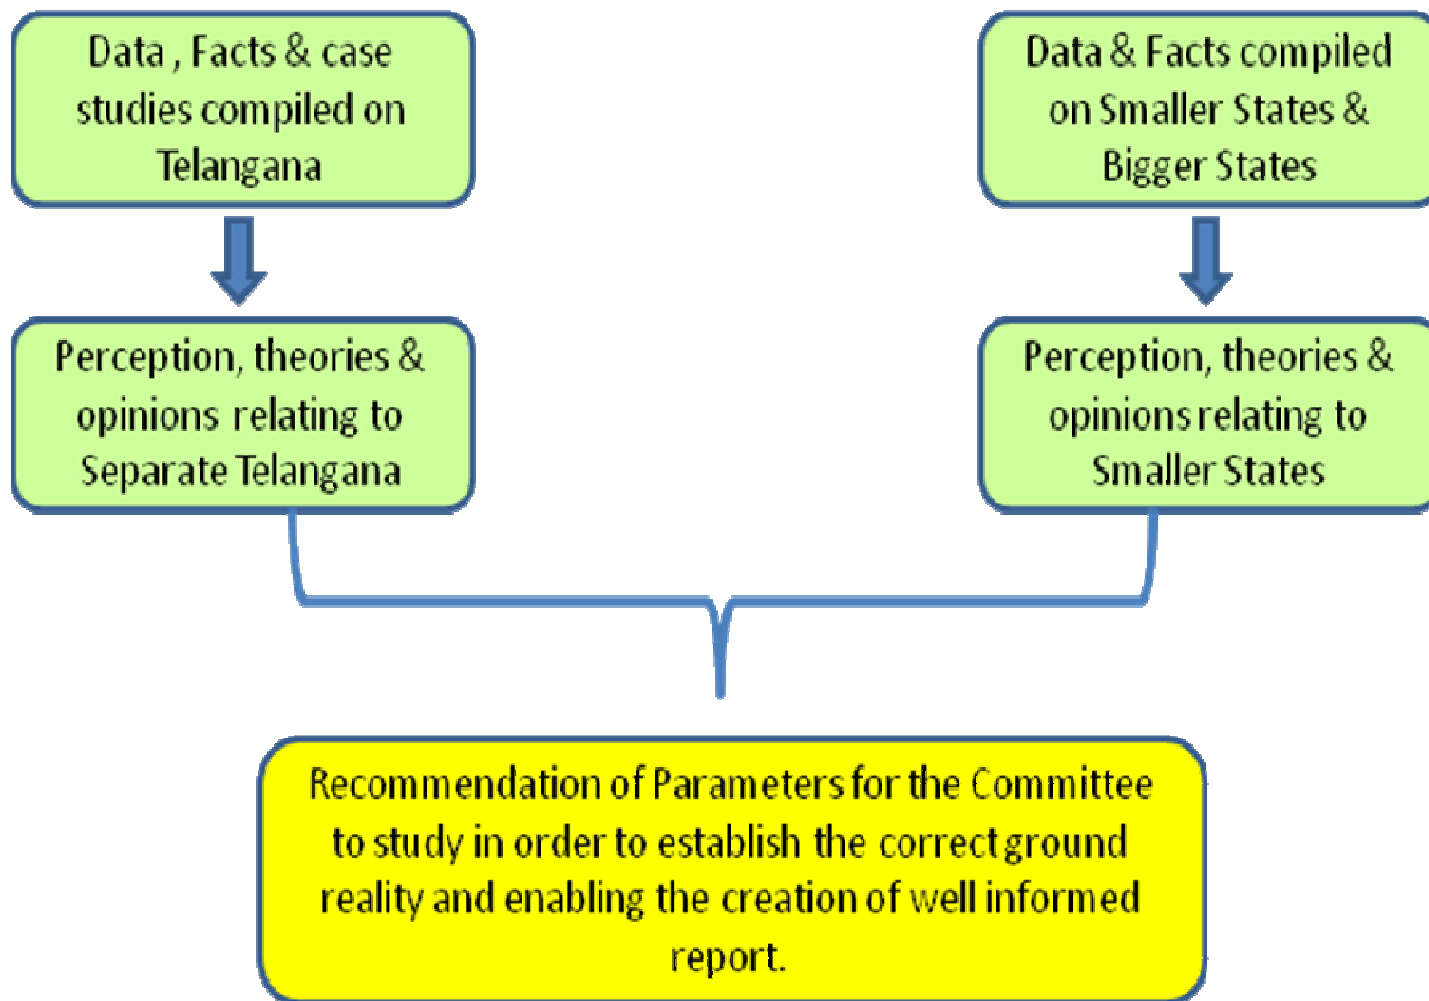 Data , Facts & case
studies compiled on
Telangana
Data & Facts compiled
on Smaller States &
Bigger States
Perception, theories &
opinions relating to
Separate Telangana
Perception, theories &
opinions relating to
Smaller States
Recommendation of Parameters for the Committee
to study in order to establish the correct ground
reality and enabling the creation of well informed
report.